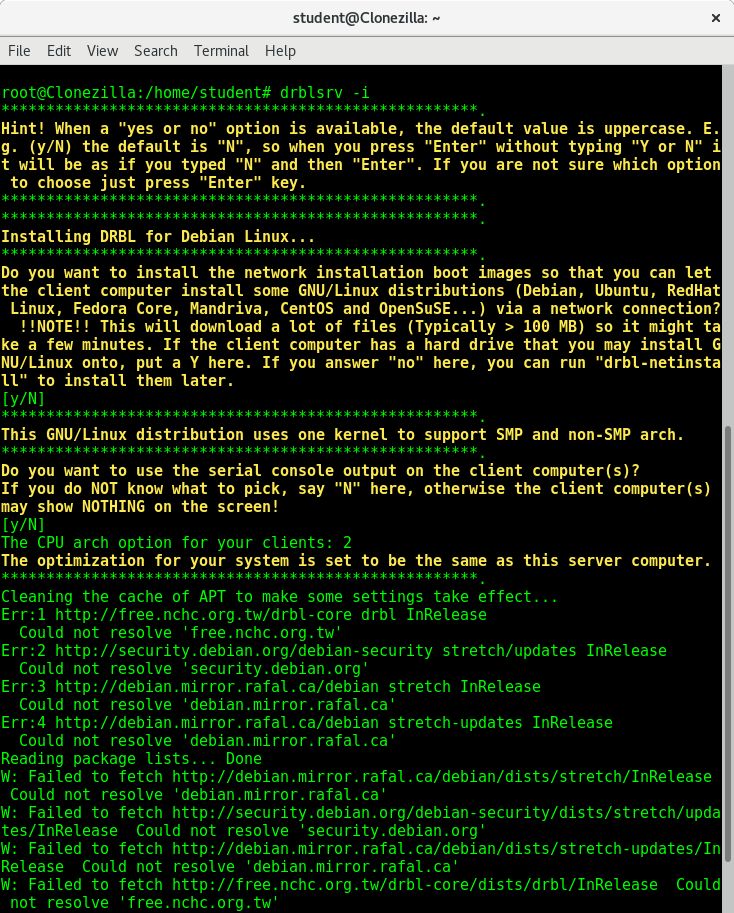 student@Clonezilla: ~
×
File Edit View Search Terminal Help
root@Clonezilla:/home/student# drblsrv -i
*****************************************************.
Hint! When a "yes or no" option is available, the default value is uppercase. E.
g. (y/N) the default is "N", so when you press "Enter" without typing "Y or N" i
t will be as if you typed "N" and then "Enter". If you are not sure which option
 to choose just press "Enter" key.
*****************************************************.
*****************************************************.
Installing DRBL for Debian Linux...
*****************************************************.
Do you want to install the network installation boot images so that you can let 
the client computer install some GNU/Linux distributions (Debian, Ubuntu, RedHat
 Linux, Fedora Core, Mandriva, CentOS and OpenSuSE...) via a network connection?
  !!NOTE!! This will download a lot of files (Typically > 100 MB) so it might ta
ke a few minutes. If the client computer has a hard drive that you may install G
NU/Linux onto, put a Y here. If you answer "no" here, you can run "drbl-netinsta
ll" to install them later.
[y/N]
*****************************************************.
This GNU/Linux distribution uses one kernel to support SMP and non-SMP arch.
*****************************************************.
Do you want to use the serial console output on the client computer(s)?
If you do NOT know what to pick, say "N" here, otherwise the client computer(s) 
may show NOTHING on the screen!
[y/N]
The CPU arch option for your clients: 2
The optimization for your system is set to be the same as this server computer.
*****************************************************.
Cleaning the cache of APT to make some settings take effect...
Err:1 http://free.nchc.org.tw/drbl-core drbl InRelease
  Could not resolve 'free.nchc.org.tw'
Err:2 http://security.debian.org/debian-security stretch/updates InRelease
  Could not resolve 'security.debian.org'
Err:3 http://debian.mirror.rafal.ca/debian stretch InRelease
  Could not resolve 'debian.mirror.rafal.ca'
Err:4 http://debian.mirror.rafal.ca/debian stretch-updates InRelease
  Could not resolve 'debian.mirror.rafal.ca'
Reading package lists... Done
W: Failed to fetch http://debian.mirror.rafal.ca/debian/dists/stretch/InRelease 
 Could not resolve 'debian.mirror.rafal.ca'
W: Failed to fetch http://security.debian.org/debian-security/dists/stretch/upda
tes/InRelease  Could not resolve 'security.debian.org'
W: Failed to fetch http://debian.mirror.rafal.ca/debian/dists/stretch-updates/In
Release  Could not resolve 'debian.mirror.rafal.ca'
W: Failed to fetch http://free.nchc.org.tw/drbl-core/dists/drbl/InRelease  Could
 not resolve 'free.nchc.org.tw'